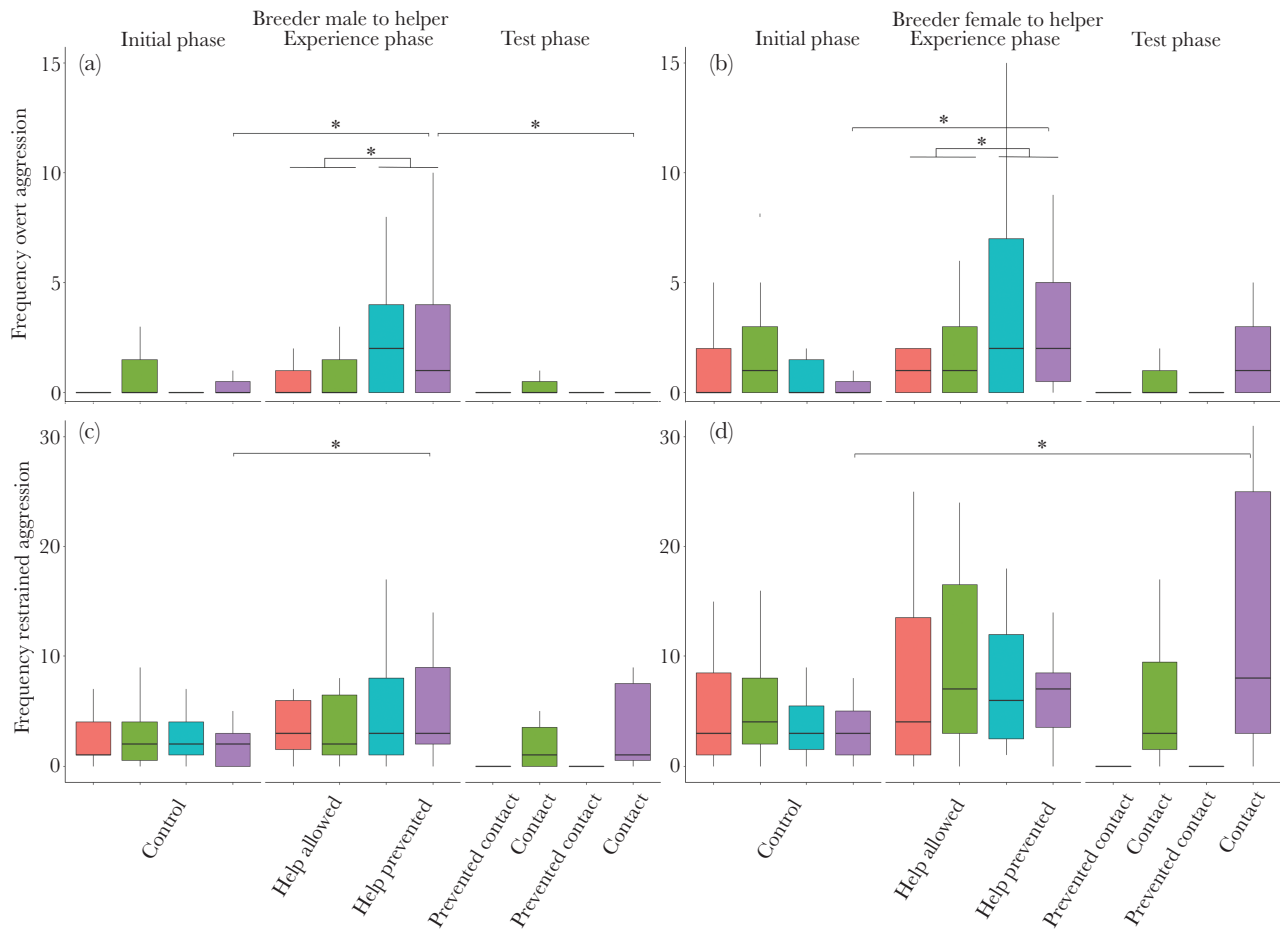 Breeder male to helper
Initial phase Experience phase Test phase
Breeder female to helper
Initial phase Experience phase Test phase
Frequency overt aggression
(a)
15
10
5
0
*
*
*
(b)
15
10
5
0
*
*
Frequency restrained aggression
(c)
30
20
10
0
*
(d)
30
20
10
0
*
Control
Help allowed
Help prevented
Prevented contact
Contact
Prevented contact
Contact
Control
Help allowed
Help prevented
Prevented contact
Contact
Prevented contact
Contact